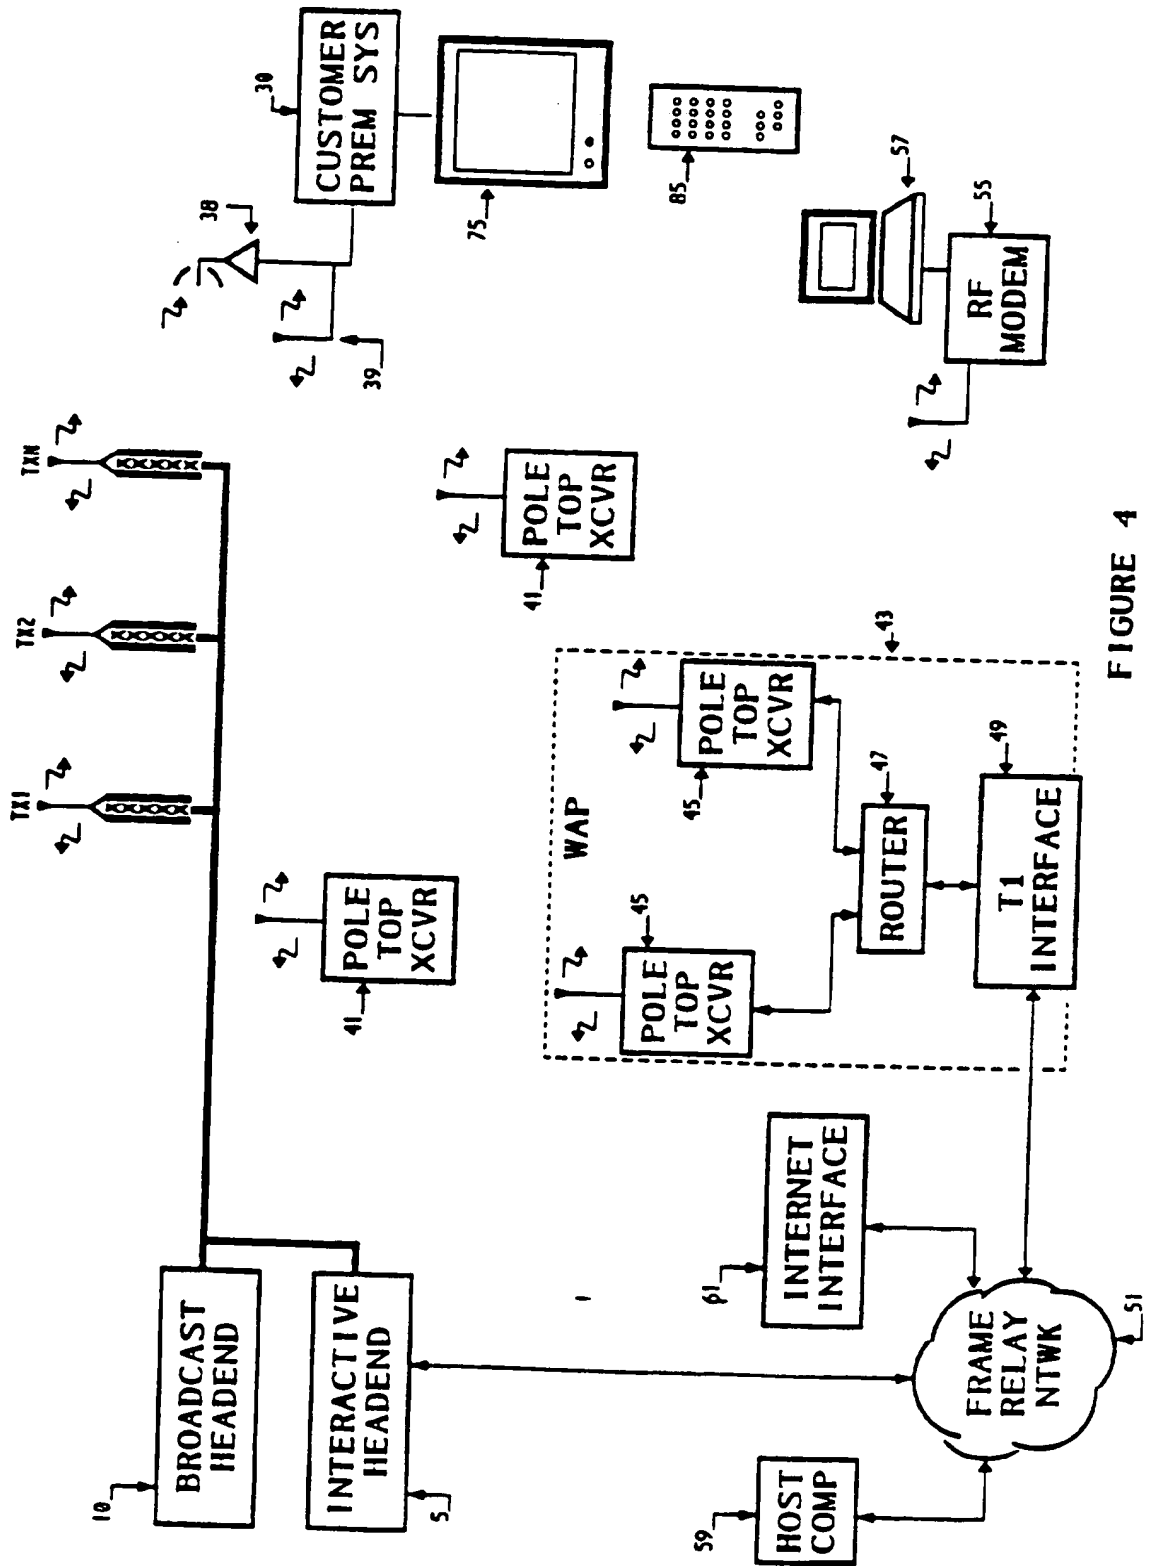 TX1
TX2
TXN
10
BROADCAST
HEADEND
INTERACTIVE
HEADEND
5
38
39
30
CUSTOMER
PREM SYS
75
85
POLE
TOP
XCVR
41
POLE
TOP
XCVR
41
WAP
43
POLE
TOP
XCVR
45
POLE
TOP
XCVR
45
ROUTER
47
T1
INTERFACE
49
57
RF
MODEM
55
61
INTERNET
INTERFACE
59
HOST
COMP
FRAME
RELAY
NTWK
51
FIGURE 4